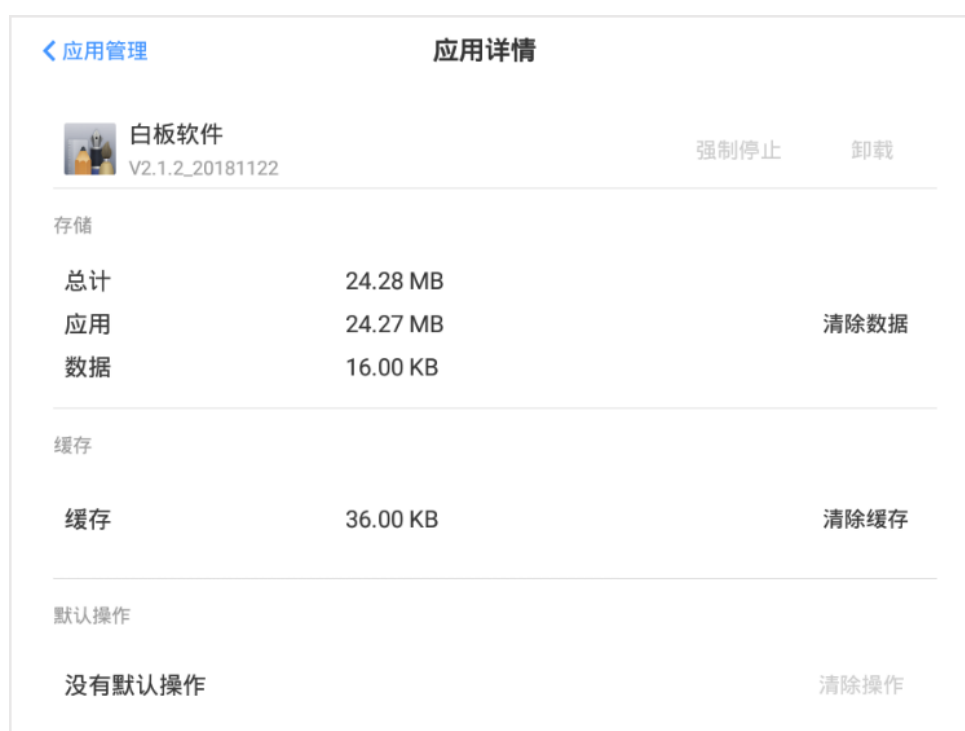 应用管理 应用详情
白板软件
V2.1.2_20181122
强制停止 卸载
存储
总计 24.28 MB
应用 24.27 MB 清除数据
数据 16.00 KB
缓存
缓存 36.00 KB 清除缓存
默认操作
没有默认操作 清除操作